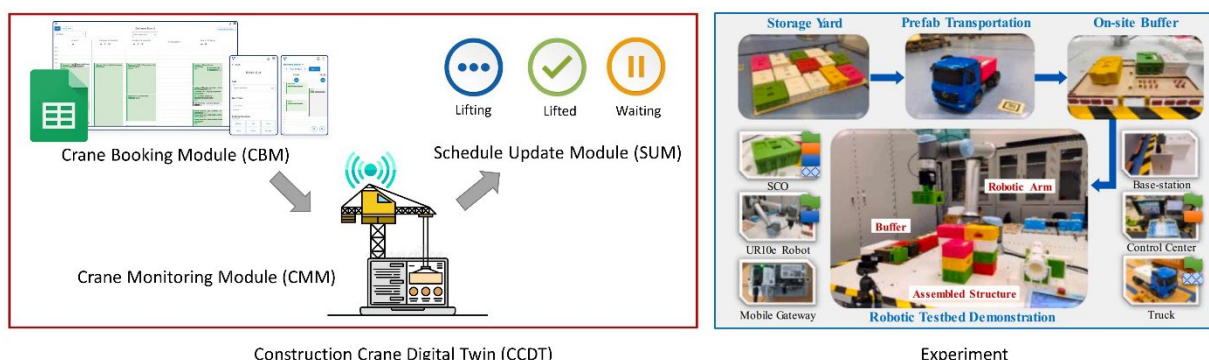 Crane Booking Module (CBM)
Lifting
Lifted
Waiting
Schedule Update Module (SUM)
Crane Monitoring Module (CMM)
Construction Crane Digital Twin (CCDT)
Storage Yard
Prefab Transportation
On-site Buffer
SCO
UR10e Robot
Mobile Gateway
Robotic Arm
Buffer
Assembled Structure
Robotic Testbed Demonstration
Base-station
Control Center
Truck
Experiment